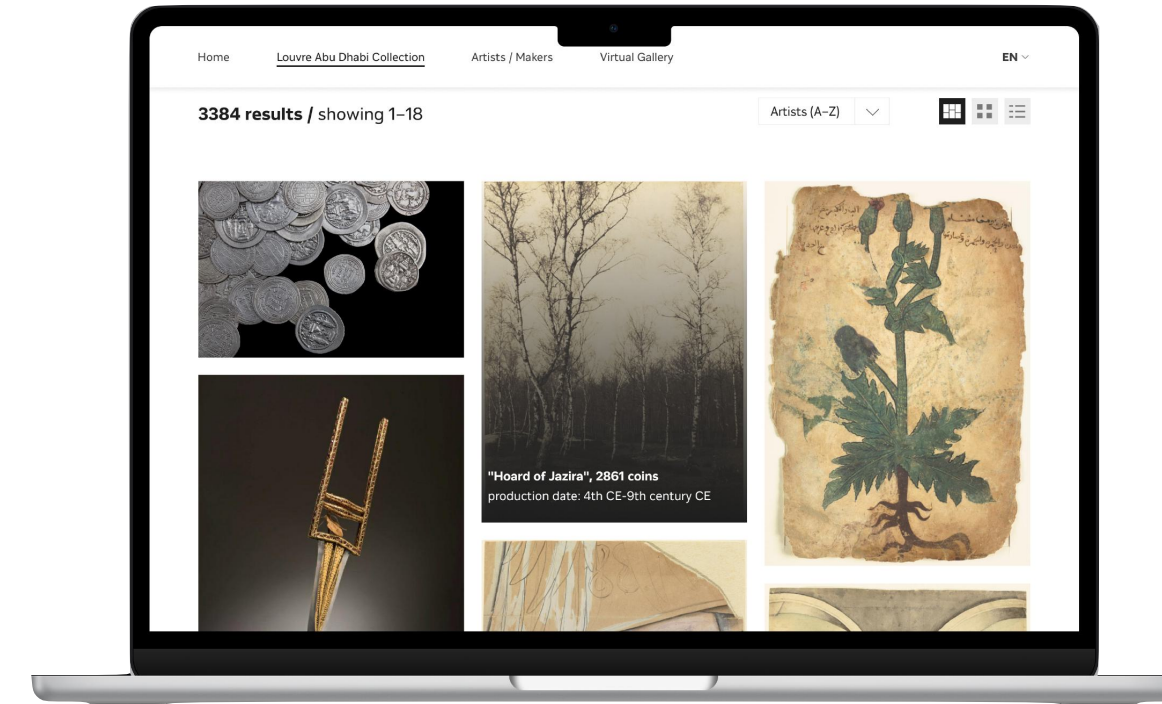 Home
Louvre Abu Dhabi Collection
Artists / Makers
Virtual Gallery
EN
3384 results / showing 1–18
Artists (A–Z)
"Hoard of Jazira", 2861 coins
production date: 4th CE-9th century CE